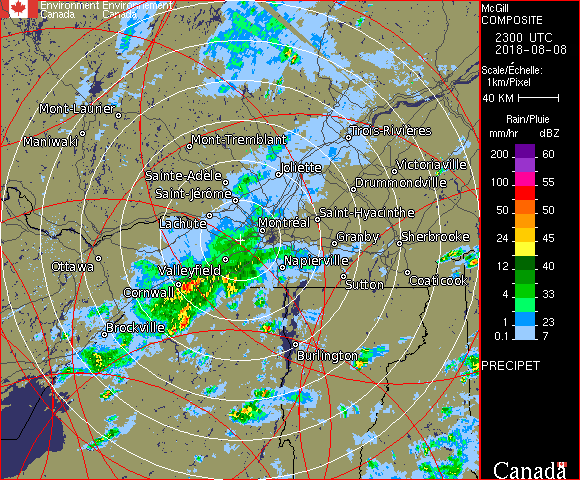 Environment Environnement
Canada Canada
Mont-Laurier
Maniwaki
Mont-Tremblant
Trois-Rivières
Joliette
Victoriaville
Sainte-Adèle
Drummondville
Saint-Jérôme
Lachute
Saint-Hyacinthe
Montréal
Granby
Sherbrooke
Ottawa
Valleyfield
Napierville
Cornwall
Sutton
Coaticook
Brockville
Burlington
McGill
COMPOSITE
2300 UTC
2018-08-08
Scale/Échelle:
1km/Pixel
40 KM
Rain/Pluie
mm/hr dBZ
200 60
100 55
50 50
24 45
12 40
4 33
1 23
0.1 7
PRECIPET
Canada